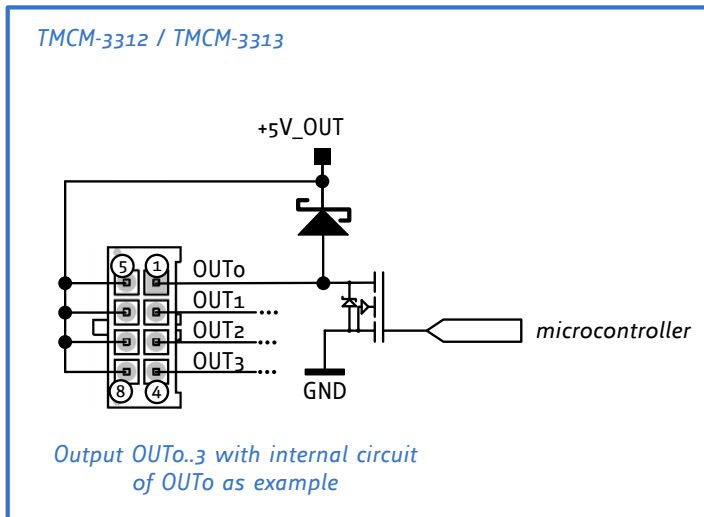 TMCM-3312 / TMCM-3313
+5V_OUT
5
1
OUT0
OUT1
OUT2
OUT3
8
4
GND
microcontroller
Output OUT0..3 with internal circuit
of OUT0 as example